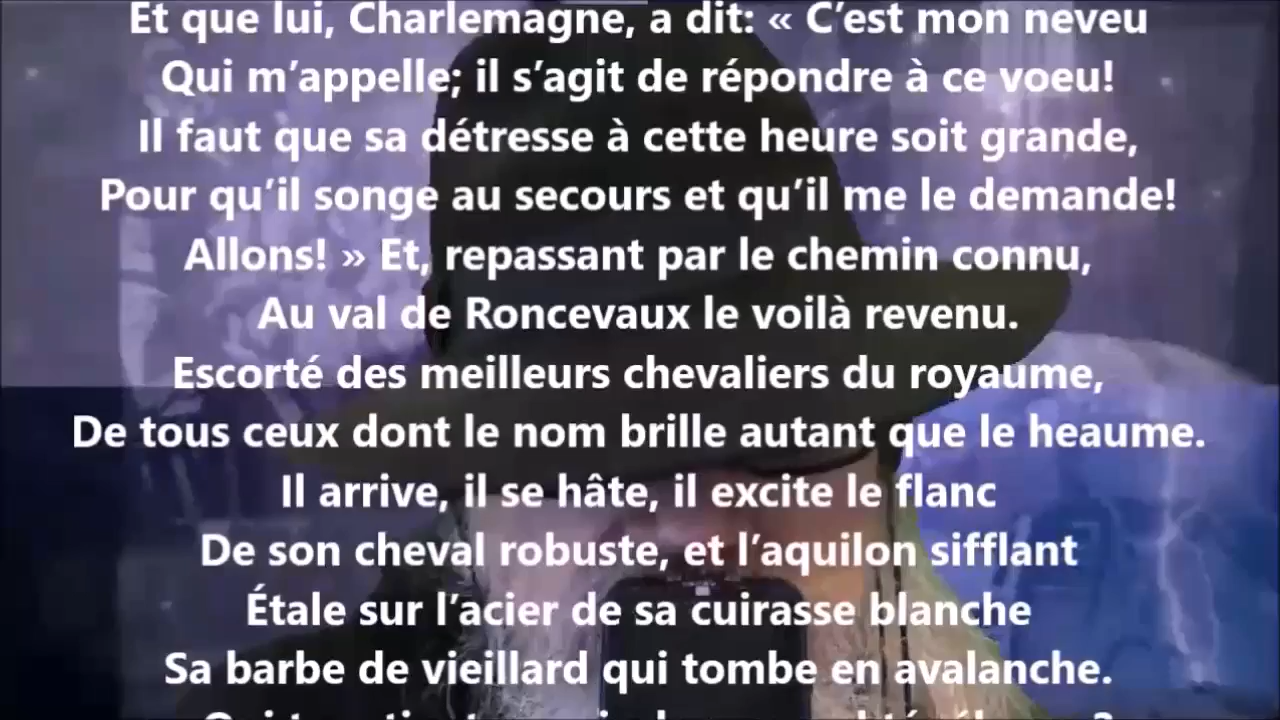 Et que lui, Charlemagne, a dit: « C’est mon neveu
Qui m’appelle; il s’agit de répondre à ce voeu!
Il faut que sa détresse à cette heure soit grande,
Pour qu’il songe au secours et qu’il me le demande!
Allons! » Et, repassant par le chemin connu,
Au val de Roncevaux le voilà revenu.
Escorté des meilleurs chevaliers du royaume,
De tous ceux dont le nom brille autant que le heaume.
Il arrive, il se hâte, il excite le flanc
De son cheval robuste, et l’aquilon sifflant
Étale sur l’acier de sa cuirasse blanche
Sa barbe de vieillard qui tombe en avalanche.